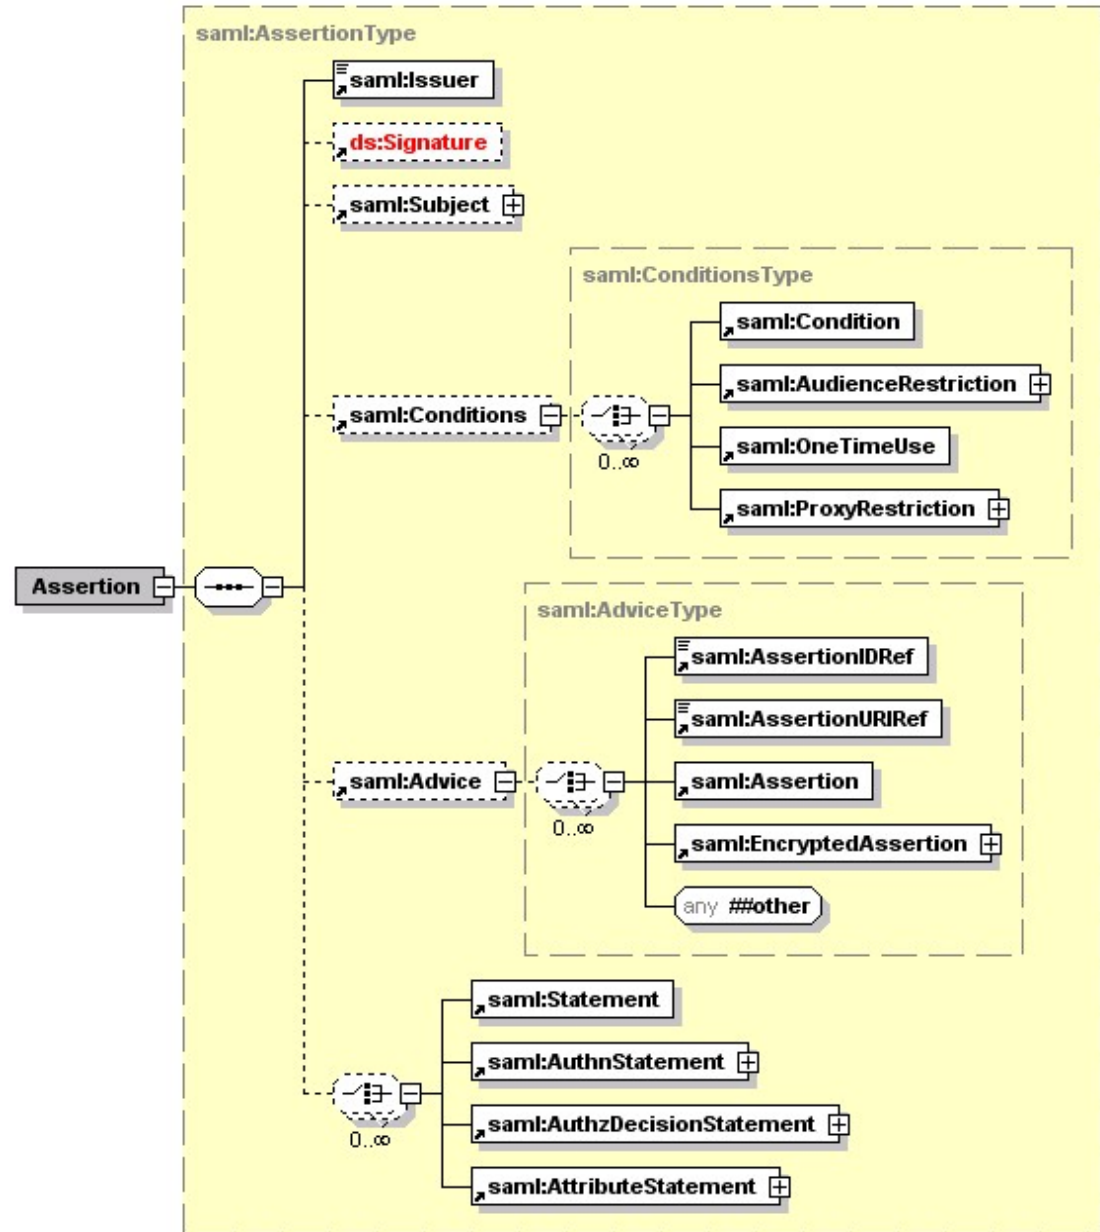 saml:AssertionType
saml:Issuer
ds:Signature
saml:Subject
saml:ConditionsType
saml:Condition
saml:AudienceRestriction
saml:Conditions
0..∞
saml:OneTimeUse
saml:ProxyRestriction
Assertion
saml:AdviceType
saml:AssertionIDRef
saml:AssertionURIRef
saml:Advice
0..∞
saml:Assertion
saml:EncryptedAssertion
any ##other
saml:Statement
saml:AuthnStatement
0..∞
saml:AuthzDecisionStatement
saml:AttributeStatement